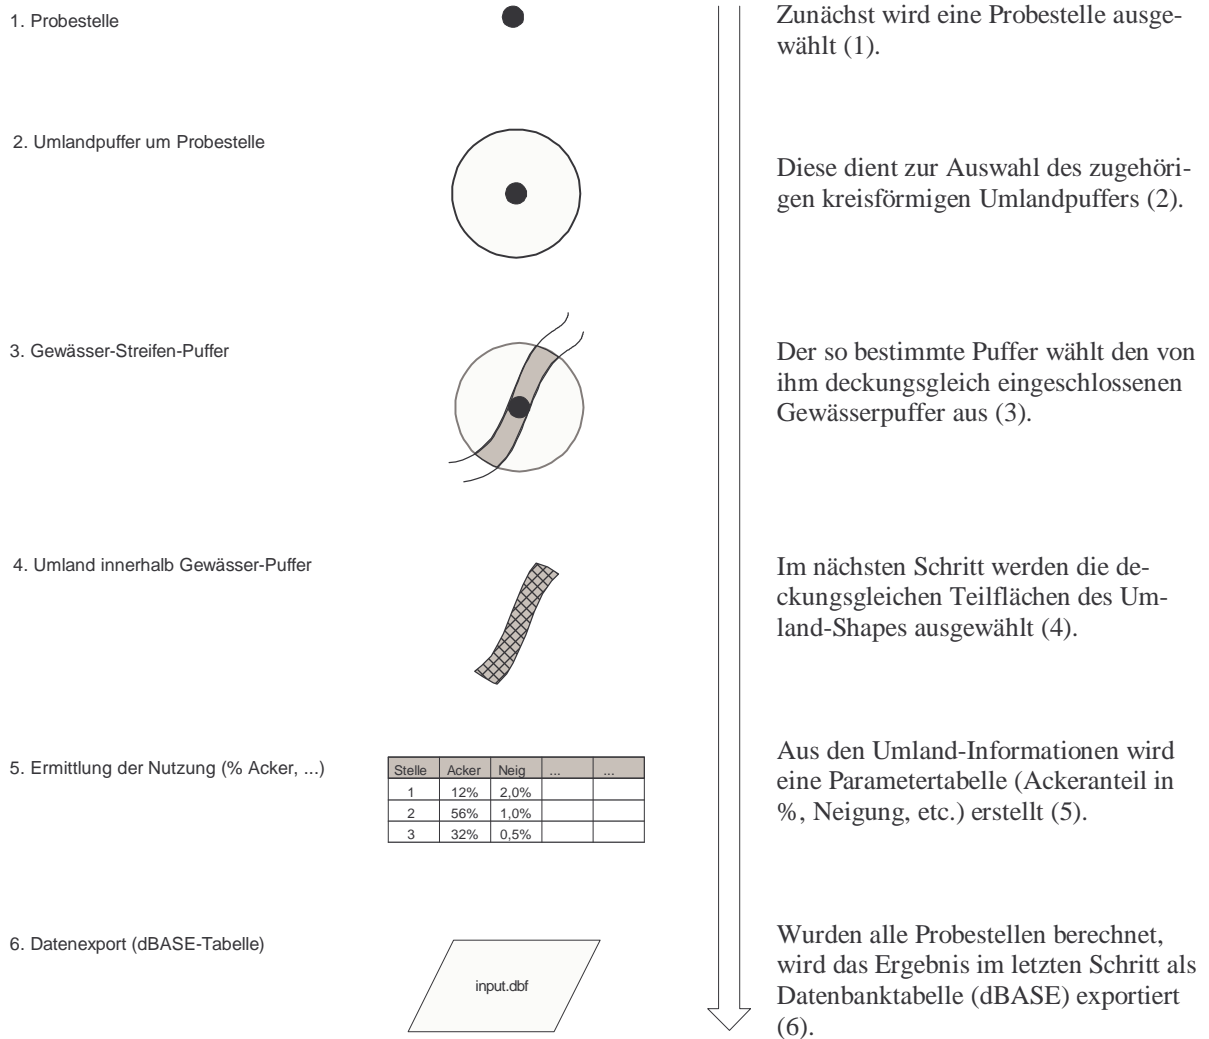 1. Probestelle
Zunächst wird eine Probestelle ausge-
wählt (1).
2. Umlandpuffer um Probestelle
Diese dient zur Auswahl des zugehöri-
gen kreisförmigen Umlandpuffers (2).
3. Gewässer-Streifen-Puffer
Der so bestimmte Puffer wählt den von
ihm deckungsgleich eingeschlossenen
Gewässerpuffer aus (3).
4. Umland innerhalb Gewässer-Puffer
Im nächsten Schritt werden die de-
ckungsgleichen Teilflächen des Um-
land-Shapes ausgewählt (4).
5. Ermittlung der Nutzung (% Acker, ...)
Stelle Acker Neig ... ...
1 12% 2,0%
2 56% 1,0%
3 32% 0,5%
Aus den Umland-Informationen wird
eine Parametertabelle (Ackeranteil in
%, Neigung, etc.) erstellt (5).
6. Datenexport (dBASE-Tabelle)
input.dbf
Wurden alle Probestellen berechnet,
wird das Ergebnis im letzten Schritt als
Datenbanktabelle (dBASE) exportiert
(6).